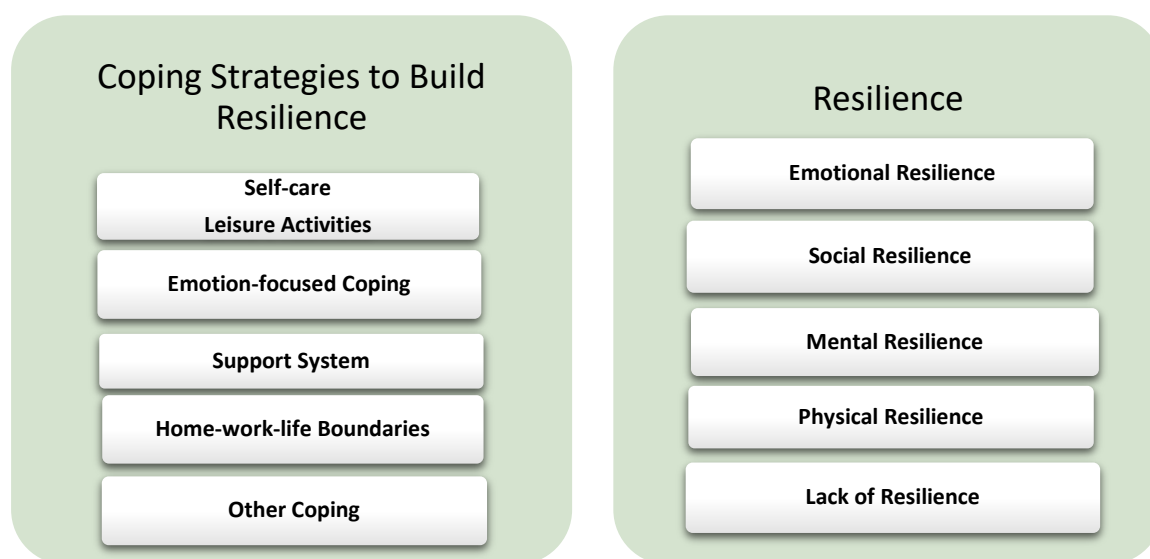 Coping Strategies to Build
Resilience
Self-care
Leisure Activities
Emotion-focused Coping
Support System
Home-work-life Boundaries
Other Coping
Resilience
Emotional Resilience
Social Resilience
Mental Resilience
Physical Resilience
Lack of Resilience